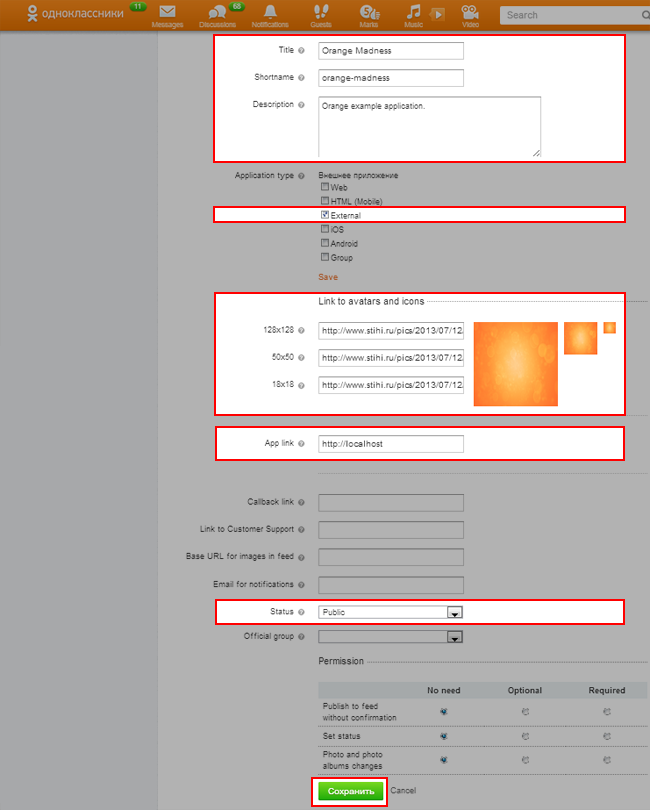 одноклассники 11 Messages 68 Discussions Notifications Guests 5 Marks Music Video Search
Title Orange Madness
Shortname orange-madness
Description Orange example application.
Application type Внешнее приложение
Web
HTML (Mobile)
External
iOS
Android
Group
Save
Link to avatars and icons
128x128 http://www.stihi.ru/pics/2013/07/12/
50x50 http://www.stihi.ru/pics/2013/07/12/
18x18 http://www.stihi.ru/pics/2013/07/12/
App link http://localhost
Callback link
Link to Customer Support
Base URL for images in feed
Email for notifications
Status Public
Official group
Permission
No need Optional Required
Publish to feed
without confirmation
Set status
Photo and photo
albums changes
Сохранить Cancel